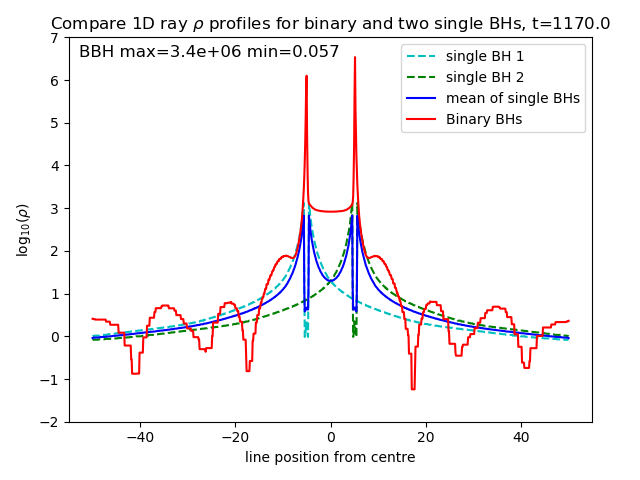 Compare 1D ray ρ profiles for binary and two single BHs, t=1170.0
BBH max=3.4e+06 min=0.057
single BH 1
single BH 2
mean of single BHs
Binary BHs
7
6
5
4
3
2
1
0
−1
−2
log₁₀(ρ)
−40 −20 0 20 40
line position from centre